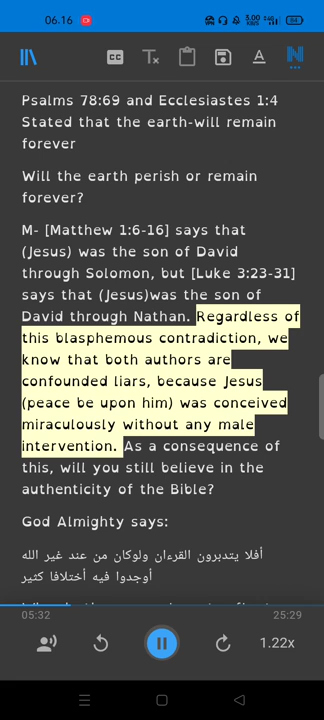 06.16
3.00 KB/S
64
CC
Psalms 78:69 and Ecclesiastes 1:4
Stated that the earth-will remain
forever
Will the earth perish or remain
forever?
M- [Matthew 1:6-16] says that
(Jesus) was the son of David
through Solomon, but [Luke 3:23-31]
says that (Jesus)was the son of
David through Nathan. Regardless of
this blasphemous contradiction, we
know that both authors are
confounded liars, because Jesus
(peace be upon him) was conceived
miraculously without any male
intervention. As a consequence of
this, will you still believe in the
authenticity of the Bible?
God Almighty says:
أفلا يتدبرون القرءان ولوكان من عند غير الله
أوجدوا فيه أختلافا كثير
05:32
25:29
1.22x